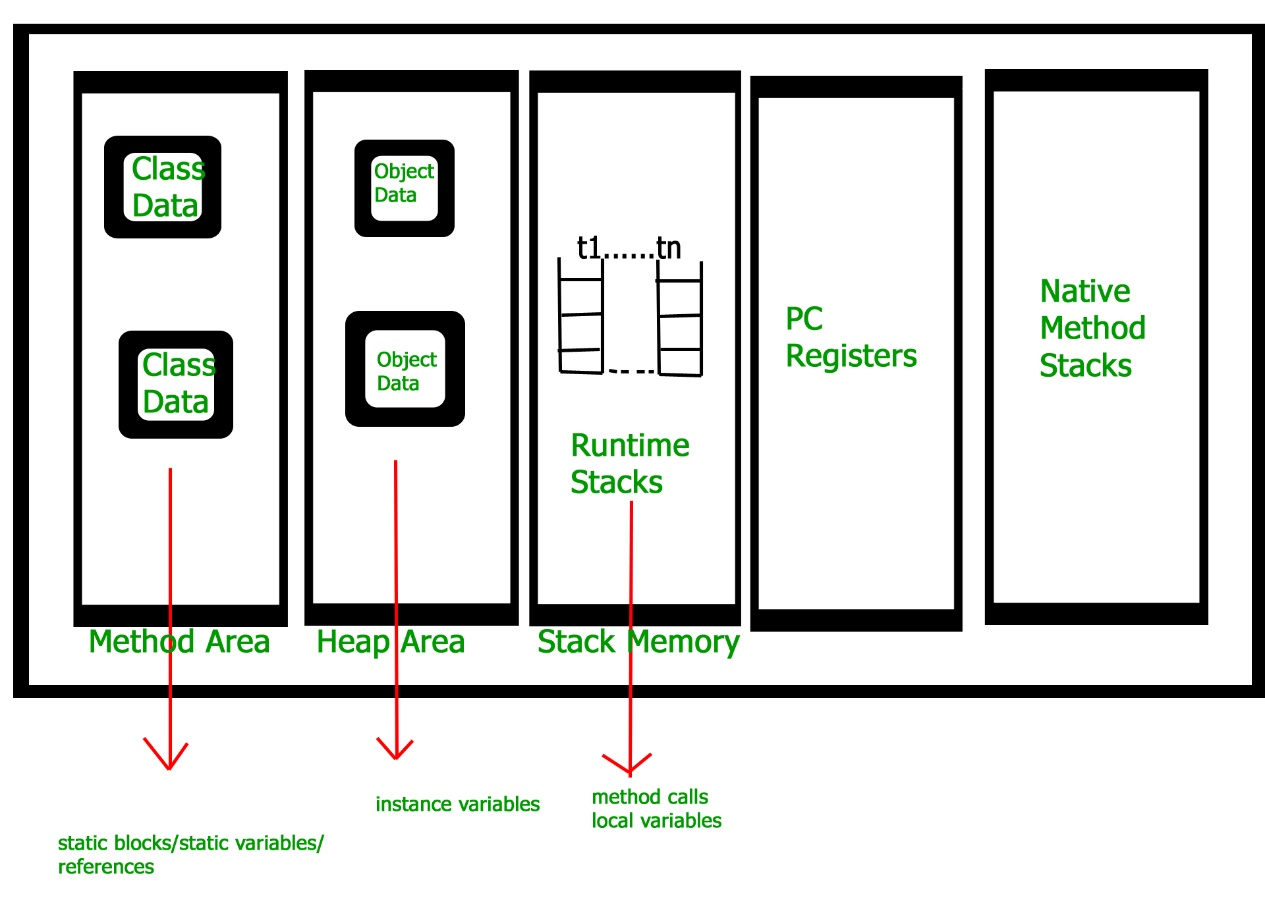 Class
Data
Class
Data
Method Area
Object
Data
Object
Data
Heap Area
t1.......tn
Runtime
Stacks
Stack Memory
PC
Registers
Native
Method
Stacks
static blocks/static variables/
references
instance variables
method calls
local variables